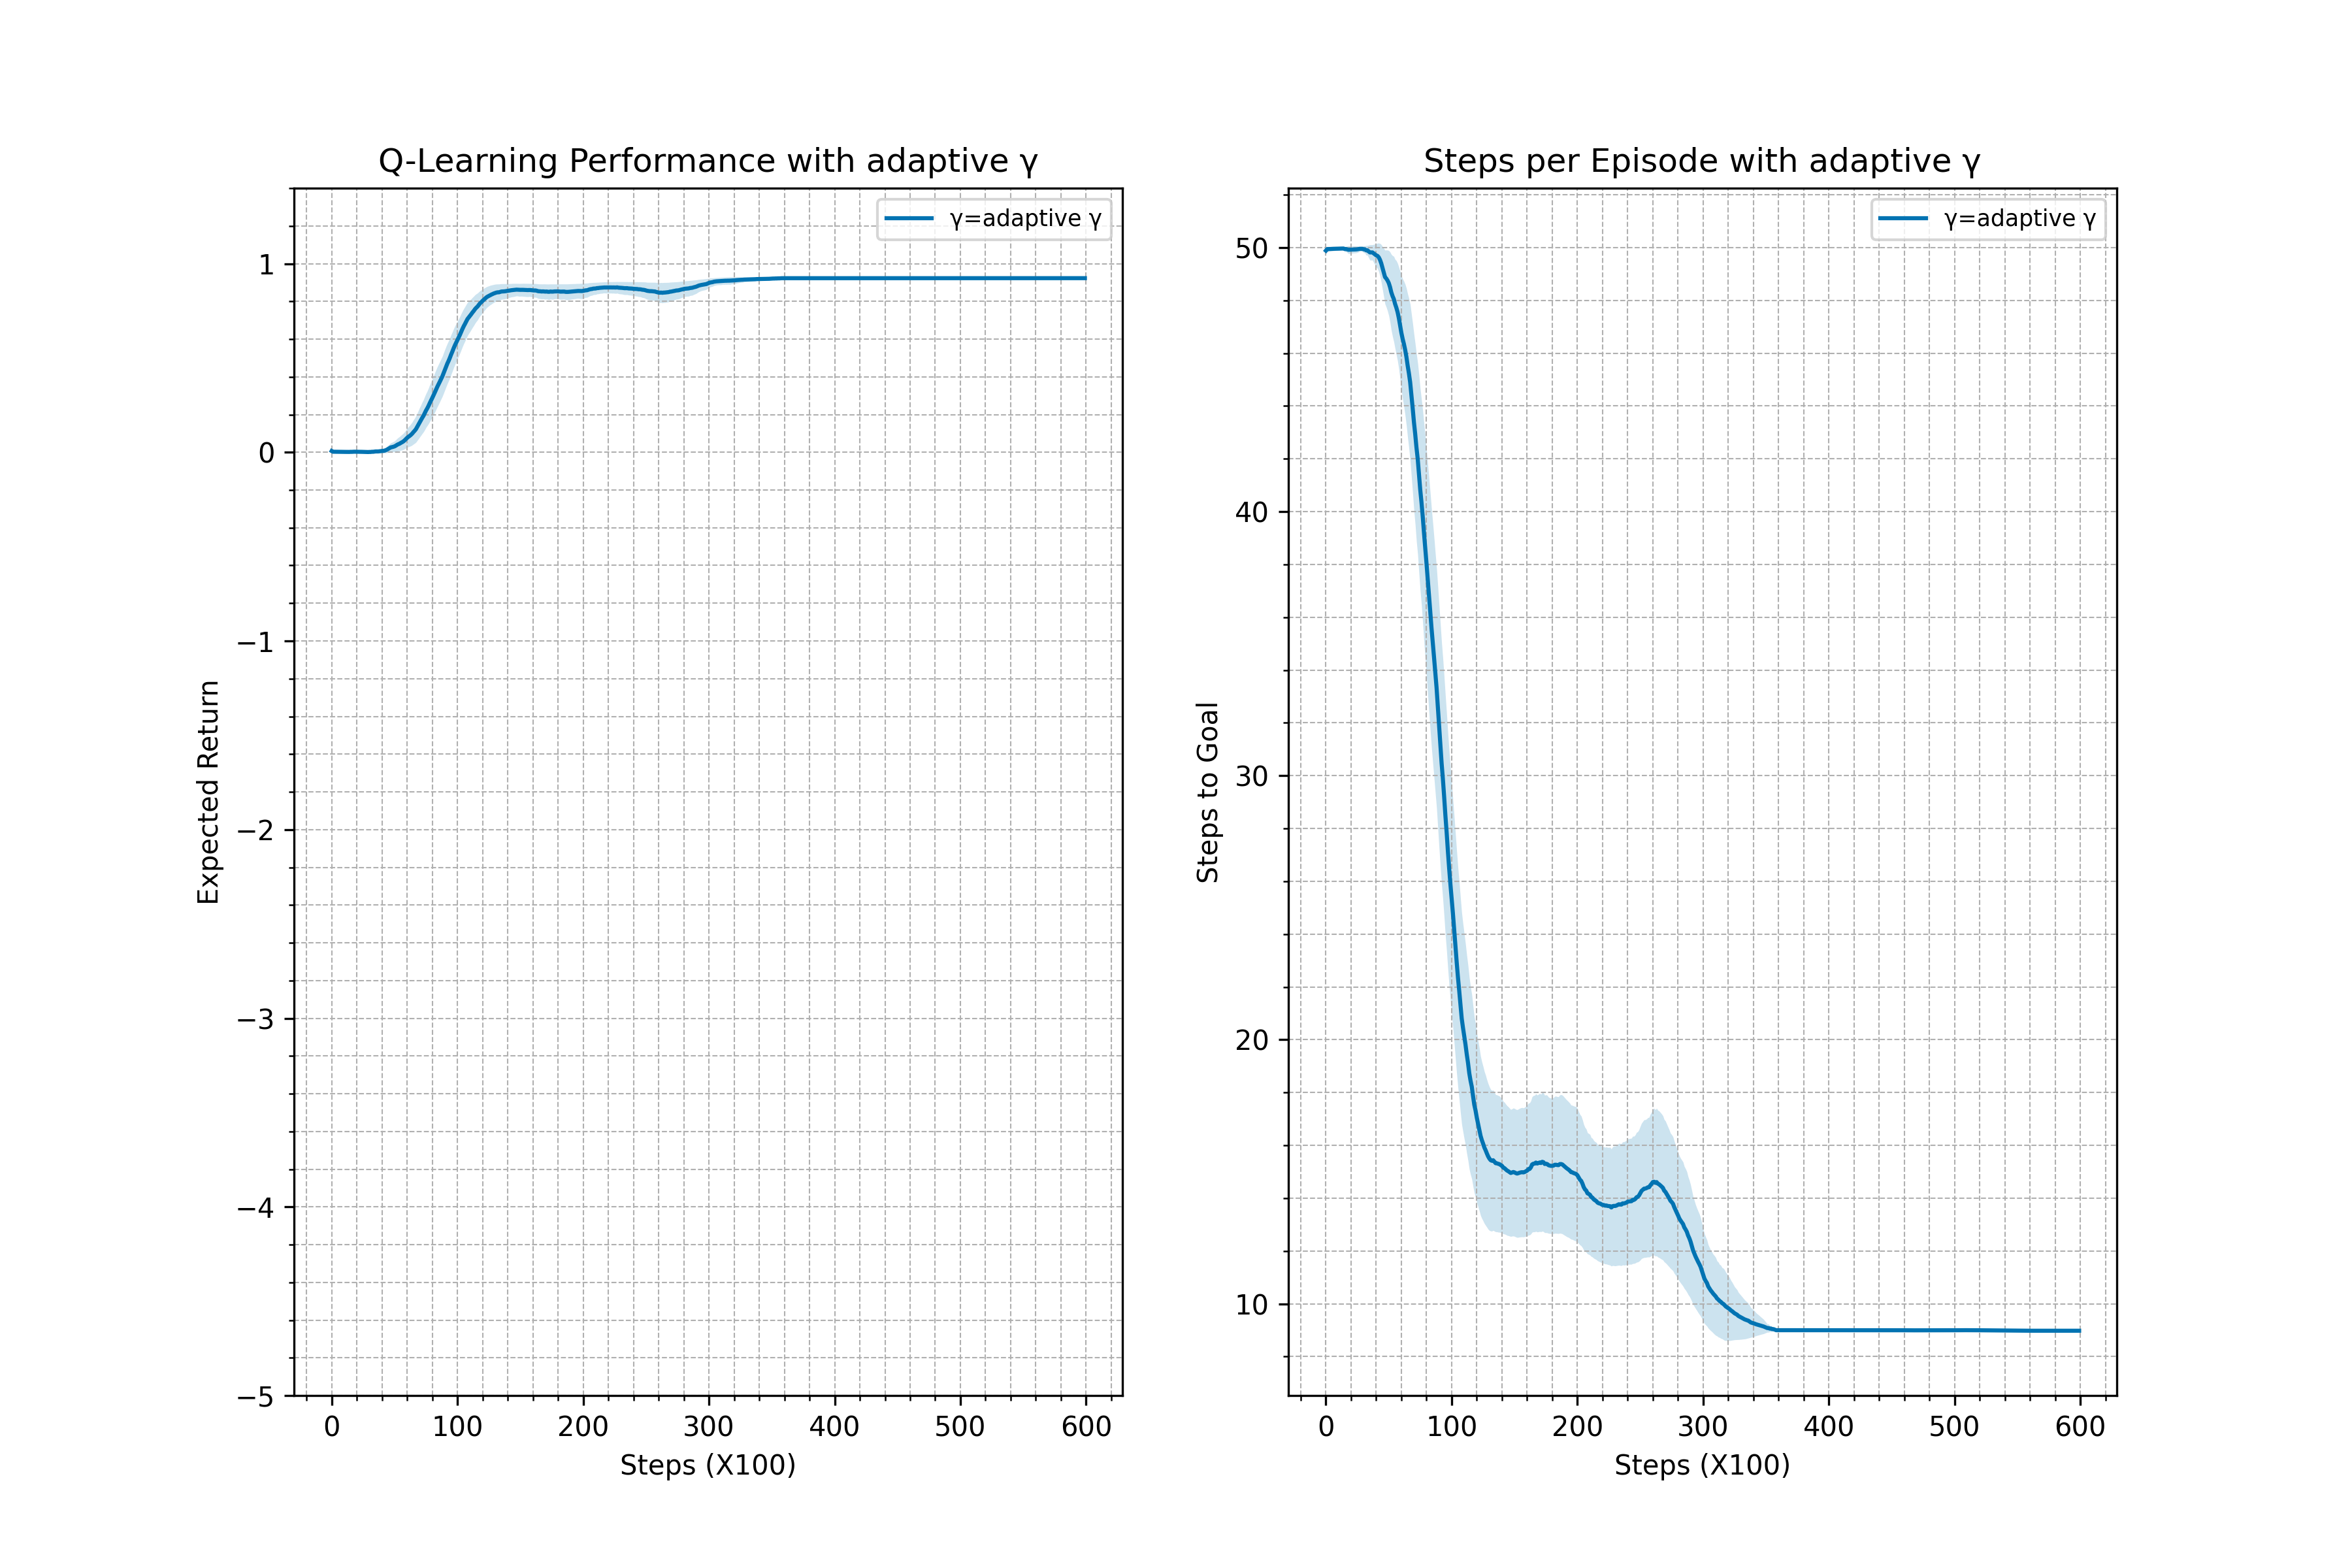 Q-Learning Performance with adaptive γ
γ=adaptive γ
1
0
−1
−2
−3
−4
−5
Expected Return
0 100 200 300 400 500 600
Steps (X100)
Steps per Episode with adaptive γ
γ=adaptive γ
50
40
30
20
10
Steps to Goal
0 100 200 300 400 500 600
Steps (X100)